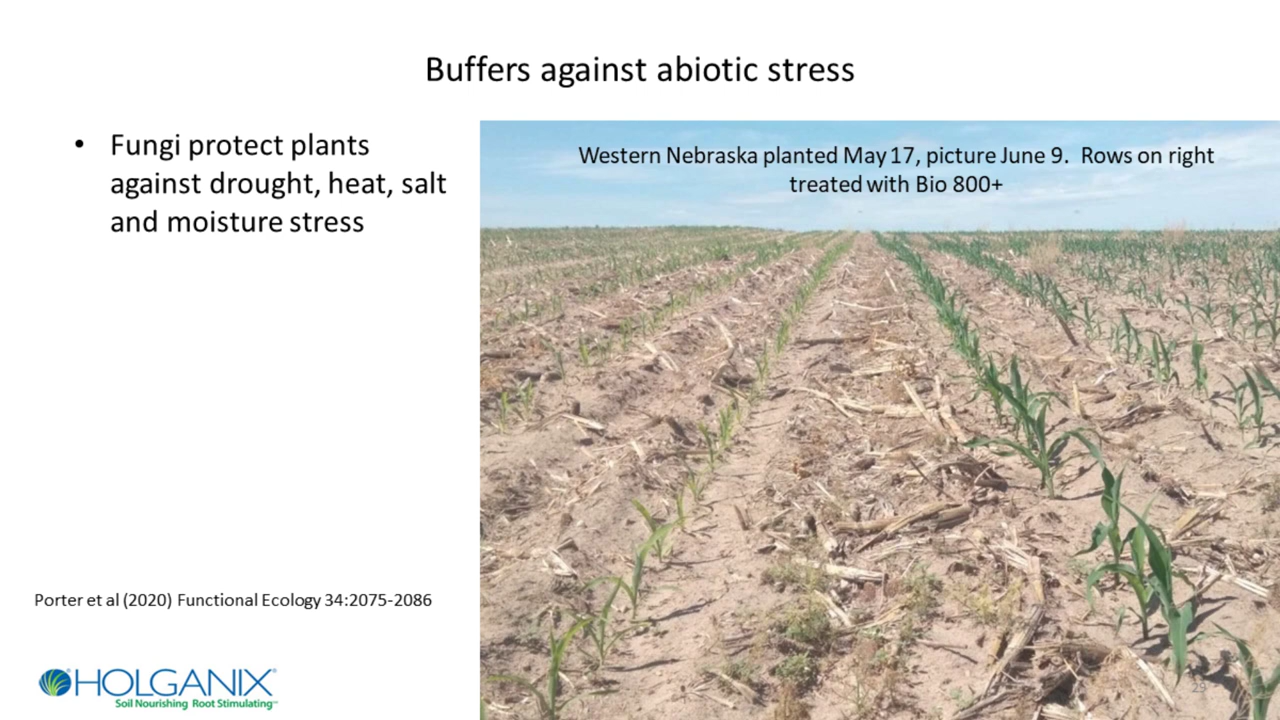 Buffers against abiotic stress
• Fungi protect plants
against drought, heat, salt
and moisture stress
Western Nebraska planted May 17, picture June 9. Rows on right
treated with Bio 800+
Porter et al (2020) Functional Ecology 34:2075-2086
HOLGANIX®
Soil Nourishing Root Stimulating℠
29